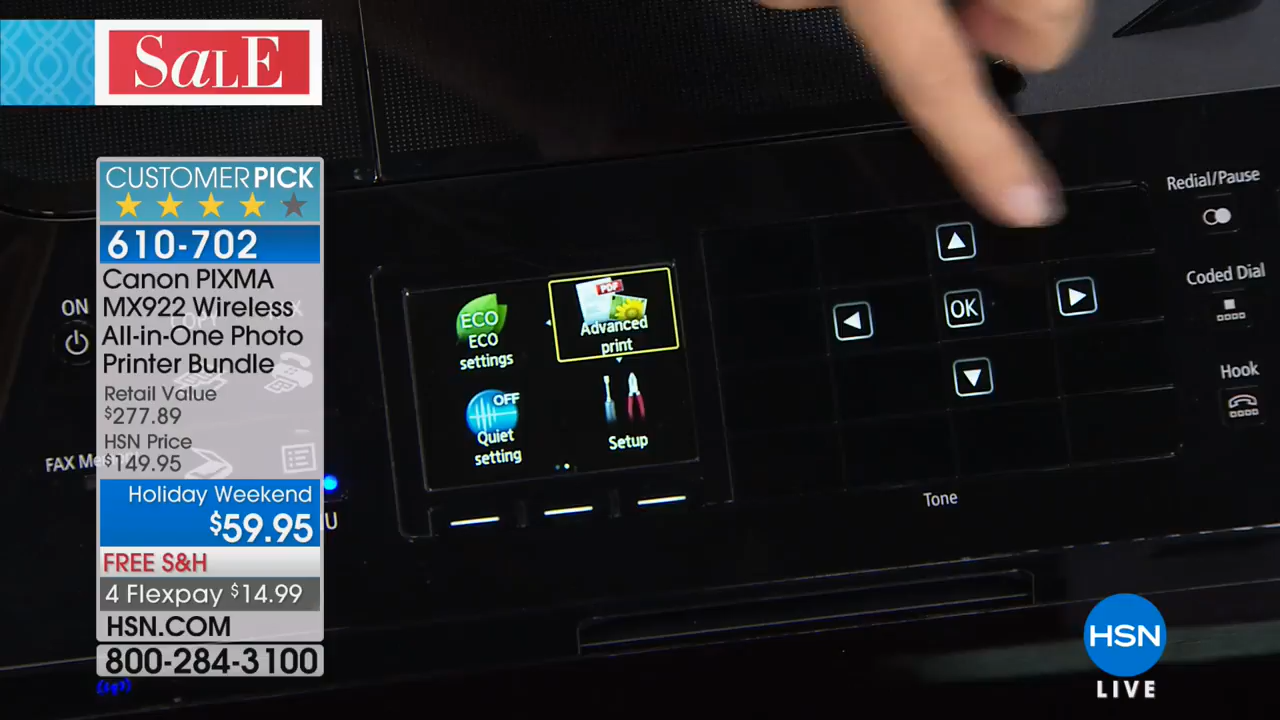 SALE
CUSTOMER PICK
610-702
Canon PIXMA
MX922 Wireless
All-in-One Photo
Printer Bundle
Retail Value
$277.89
HSN Price
$149.95
Holiday Weekend
$59.95
FREE S&H
4 Flexpay $14.99
HSN.COM
800-284-3100
ON
COPY
FAX
FAX
U
ECO
ECO
settings
PDF
Advanced
print
OFF
Quiet
setting
Setup
OK
Tone
Redial/Pause
Coded Dial
Hook
HSN
LIVE